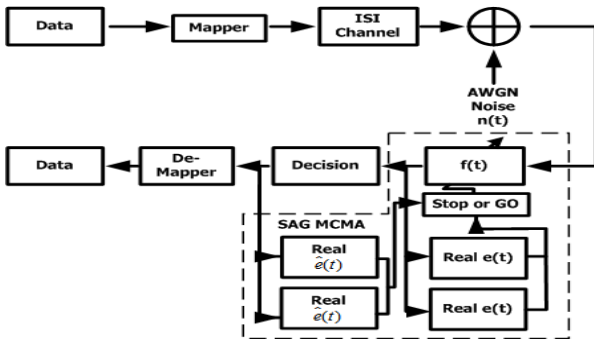 Data
Mapper
ISI
Channel
AWGN
Noise
n(t)
Data
De-
Mapper
Decision
f(t)
Stop or GO
SAG MCMA
Real
ê(t)
Real e(t)
Real
ê(t)
Real e(t)